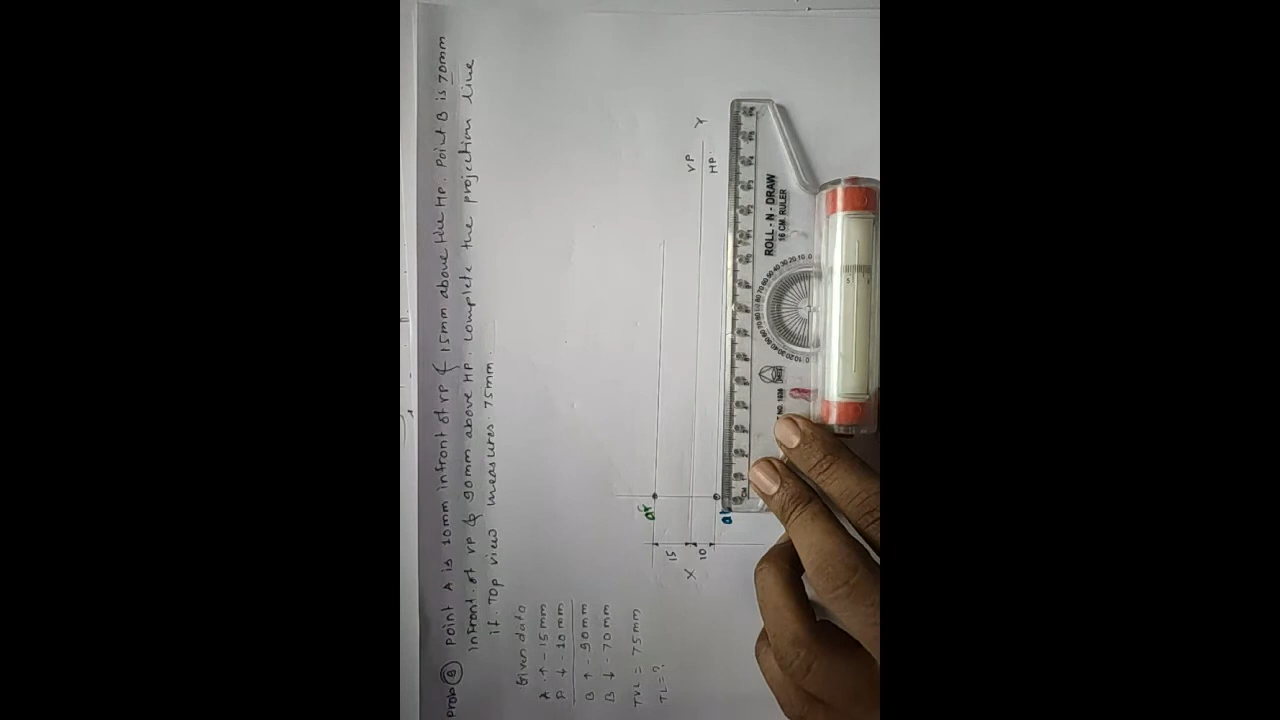 Prob 8 Point A is 10mm infront of VP & 15mm above the HP. Point B is 70mm
infront of VP & 90mm above HP. Complete the projection line
if Top view measures 75mm.
Given data
A ↑ - 15mm
A ↓ - 10mm
B ↑ - 90mm
B ↓ - 70mm
TVL = 75mm
TL = ?
15
10
X
Y
VP
HP
a'
ROLL-N-DRAW
16 CM. RULER
CM